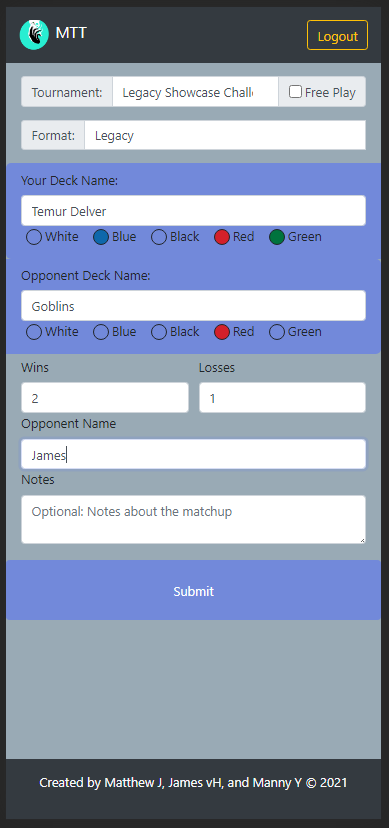 MTT Logout
Tournament: Legacy Showcase Challe Free Play
Format: Legacy
Your Deck Name:
Temur Delver
White Blue Black Red Green
Opponent Deck Name:
Goblins
White Blue Black Red Green
Wins Losses
2 1
Opponent Name
James
Notes
Optional: Notes about the matchup
Submit
Created by Matthew J, James vH, and Manny Y © 2021